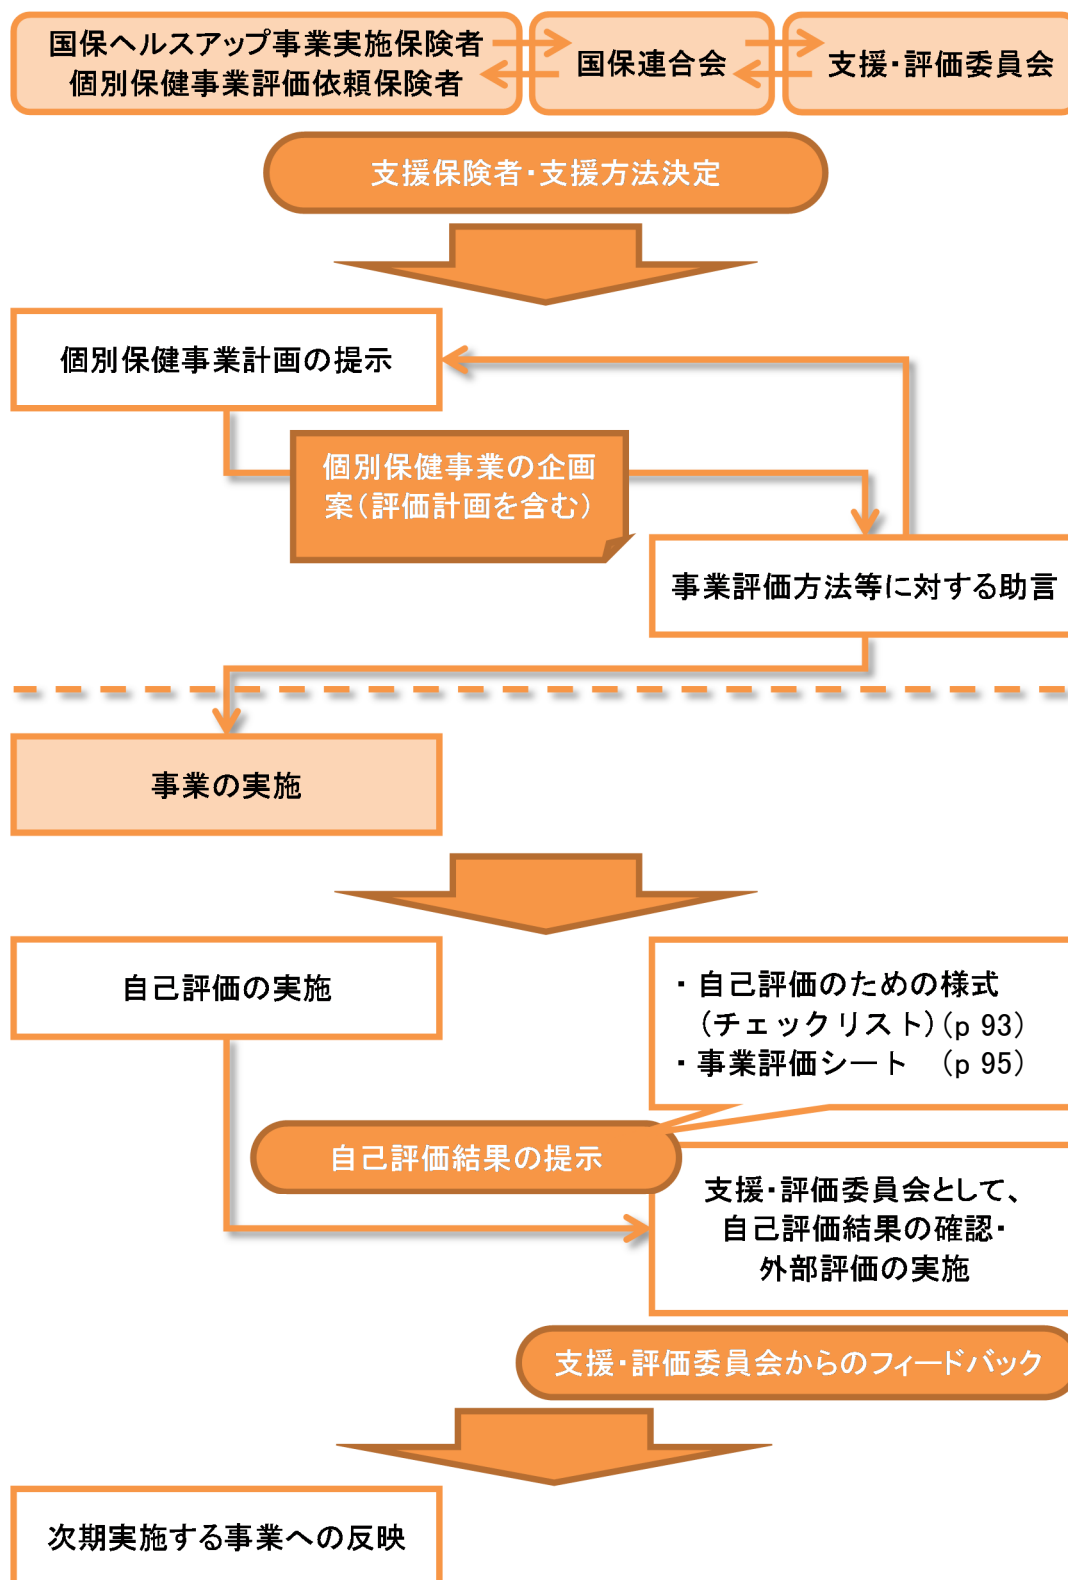 国保ヘルスアップ事業実施保険者
個別保健事業評価依頼保険者
国保連合会
支援・評価委員会
支援保険者・支援方法決定
個別保健事業計画の提示
個別保健事業の企画
案(評価計画を含む)
事業評価方法等に対する助言
事業の実施
自己評価の実施
・自己評価のための様式
(チェックリスト)(p 93)
・事業評価シート (p 95)
自己評価結果の提示
支援・評価委員会として、
自己評価結果の確認・
外部評価の実施
支援・評価委員会からのフィードバック
次期実施する事業への反映